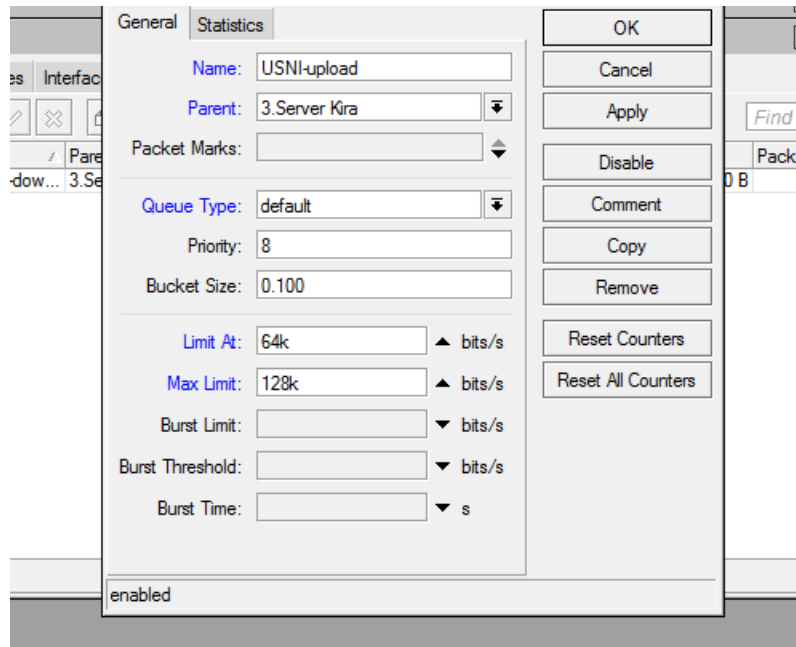 General Statistics
OK
Name: USNI-upload
Cancel
es Interfac
Parent: 3.Server Kira
Apply
Find
Packet Marks:
Pare
Disable
Pack
-dow... 3.Se
0 B
Queue Type: default
Comment
Priority: 8
Copy
Bucket Size: 0.100
Remove
Limit At: 64k bits/s
Reset Counters
Max Limit: 128k bits/s
Reset All Counters
Burst Limit: bits/s
Burst Threshold: bits/s
Burst Time: s
enabled